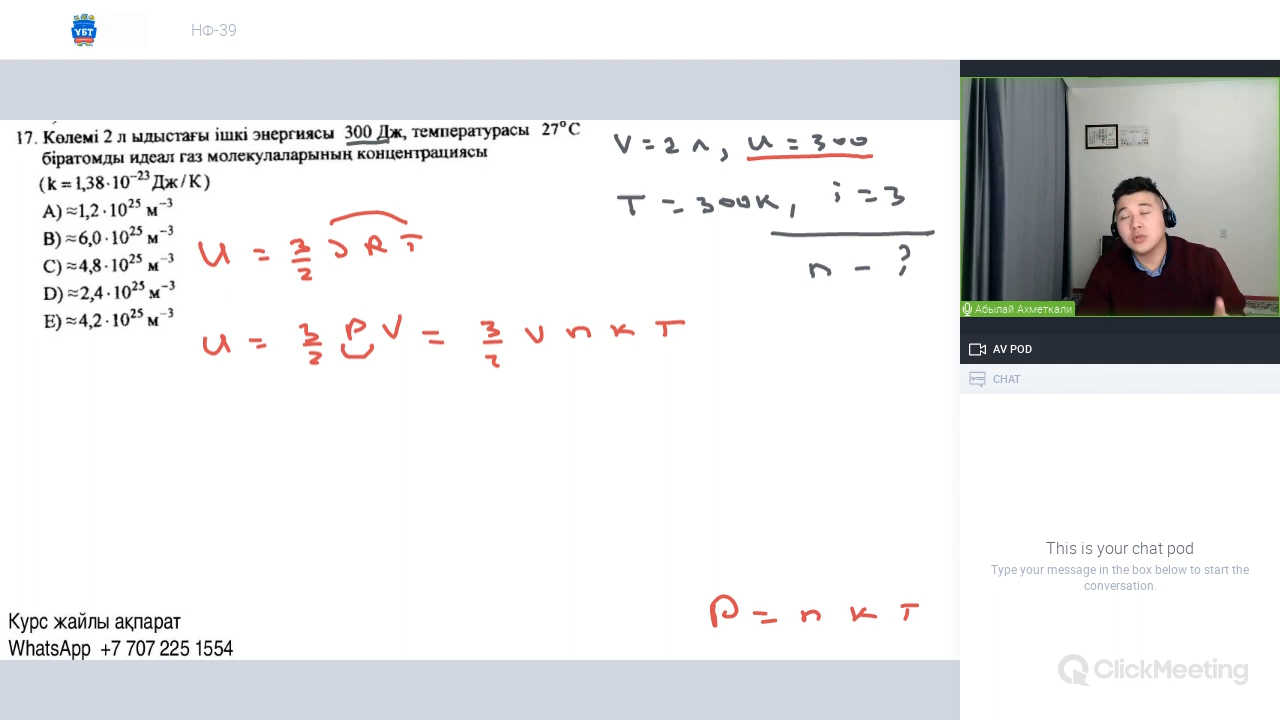 ҰБТ
НФ-39
17. Көлемі 2 л ыдыстағы ішкі энергиясы 300 Дж, температурасы 27°С
біратомды идеал газ молекулаларының концентрациясы
(k = 1,38·10⁻²³ Дж/К)
A) ≈1,2·10²⁵ м⁻³
B) ≈6,0·10²⁵ м⁻³
C) ≈4,8·10²⁵ м⁻³
D) ≈2,4·10²⁵ м⁻³
E) ≈4,2·10²⁵ м⁻³
V = 2 л, u = 300
T = 300K, i = 3
n - ?
U = 3/2 ν R T
U = 3/2 P V = 3/2 V n k T
P = n k T
Курс жайлы ақпарат
WhatsApp +7 707 225 1554
Абылай Ахметкали
AV POD
CHAT
This is your chat pod
Type your message in the box below to start the
conversation.
ClickMeeting